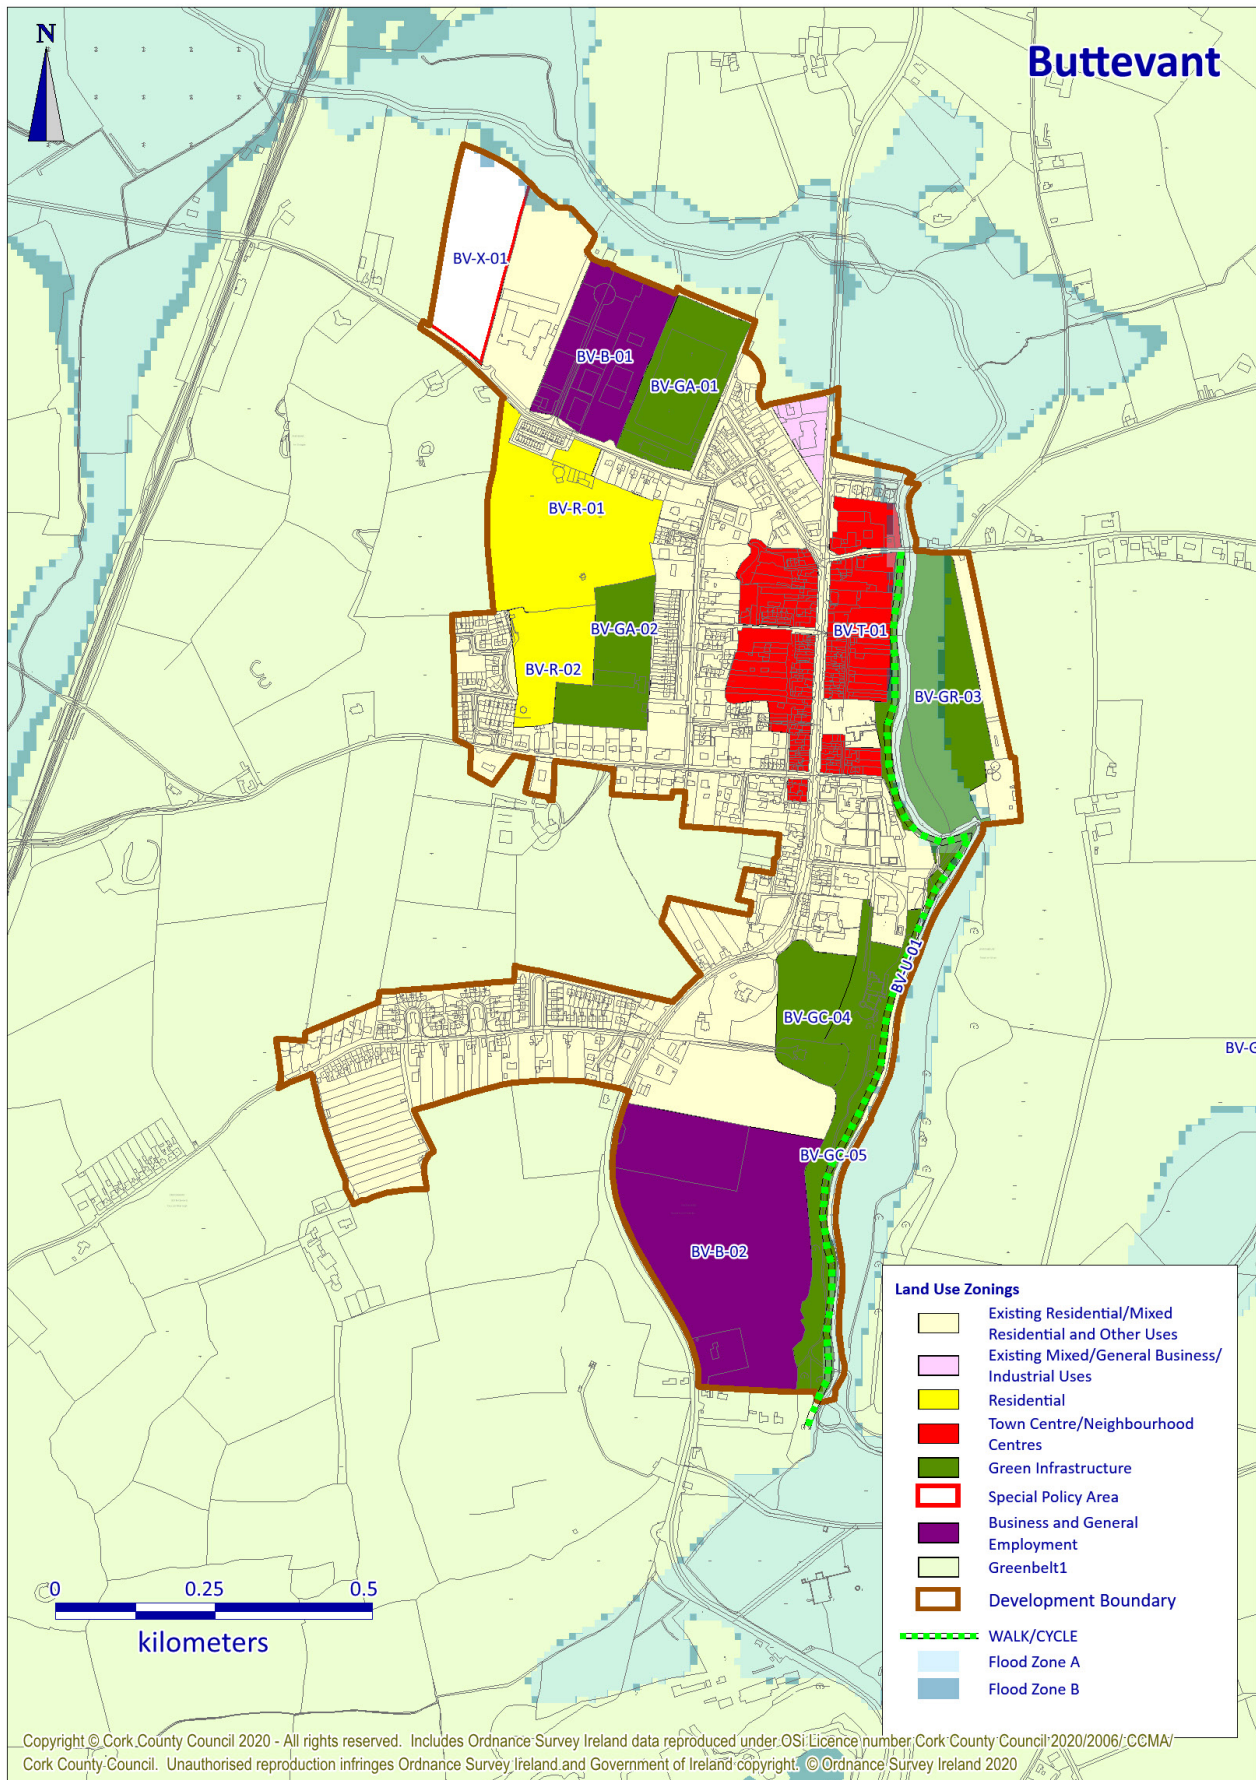 N
Buttevant
BV-X-01
BV-B-01
BV-GA-01
BV-R-01
BV-GA-02
BV-T-01
BV-R-02
BV-GR-03
BV-U-01
BV-GC-04
BV-G
BV-GC-05
BV-B-02
Land Use Zonings
Existing Residential/Mixed
Residential and Other Uses
Existing Mixed/General Business/
Industrial Uses
Residential
Town Centre/Neighbourhood
Centres
Green Infrastructure
Special Policy Area
Business and General
Employment
Greenbelt1
Development Boundary
WALK/CYCLE
Flood Zone A
Flood Zone B
0 0.25 0.5
kilometers
Copyright © Cork County Council 2020 - All rights reserved. Includes Ordnance Survey Ireland data reproduced under OSi Licence number Cork County Council 2020/2006/ CCMA/
Cork County Council. Unauthorised reproduction infringes Ordnance Survey Ireland and Government of Ireland copyright. © Ordnance Survey Ireland 2020